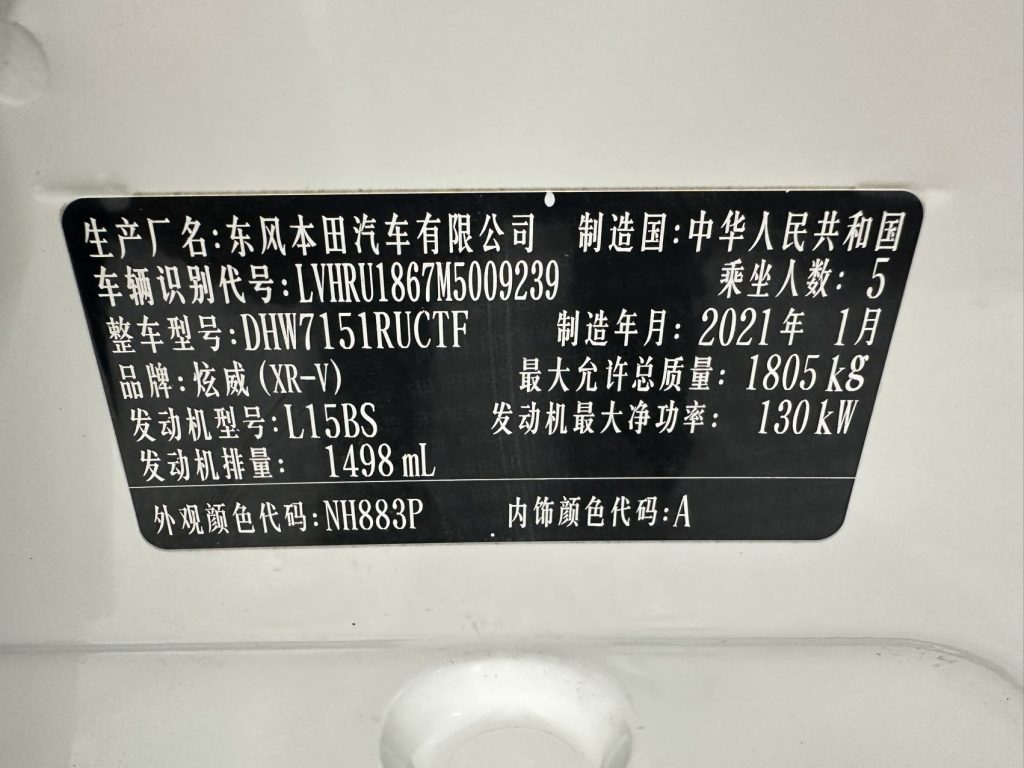 生产厂名:东风本田汽车有限公司 制造国:中华人民共和国
车辆识别代号:LVHRU1867M5009239 乘坐人数: 5
整车型号:DHW7151RUCTF 制造年月: 2021年 1月
品牌:炫威(XR-V) 最大允许总质量: 1805kg
发动机型号:L15BS 发动机最大净功率: 130kW
发动机排量: 1498mL
外观颜色代码:NH883P 内饰颜色代码:A